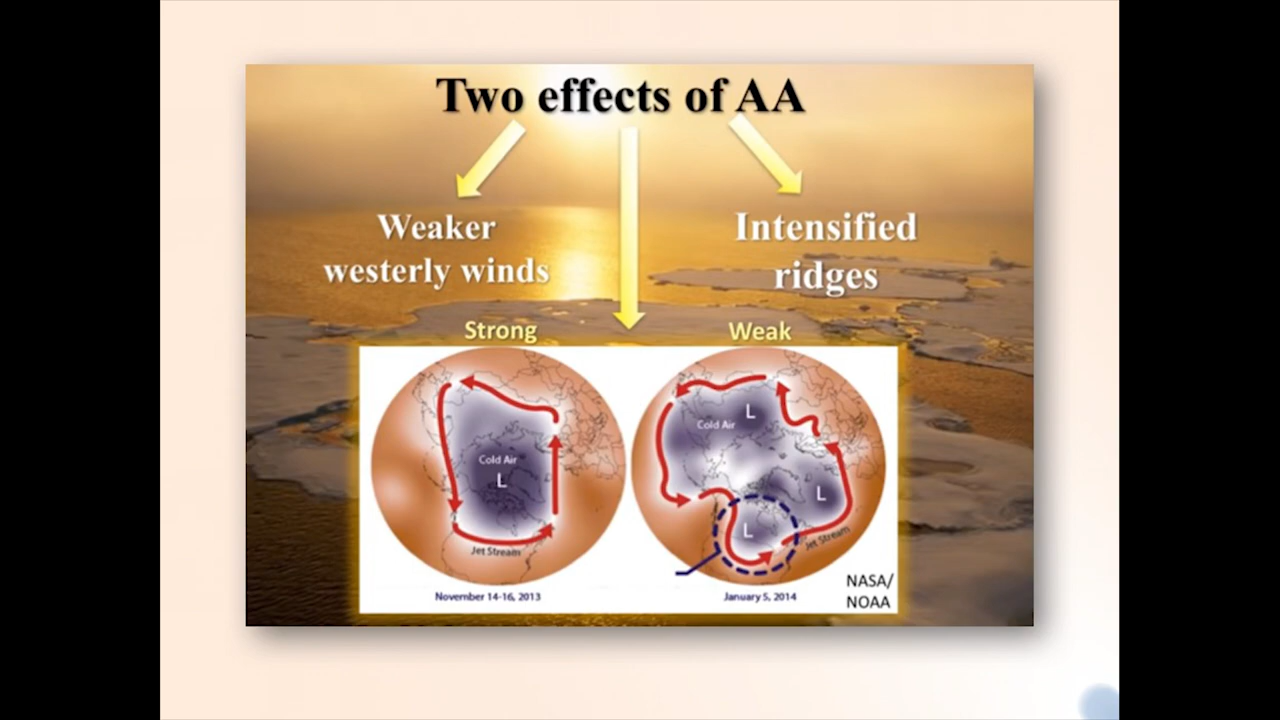 Two effects of AA
Weaker
westerly winds
Intensified
ridges
Strong
Weak
Cold Air
L
Jet Stream
November 14-16, 2013
L
Cold Air
L
L
Jet Stream
January 5, 2014
NASA/
NOAA